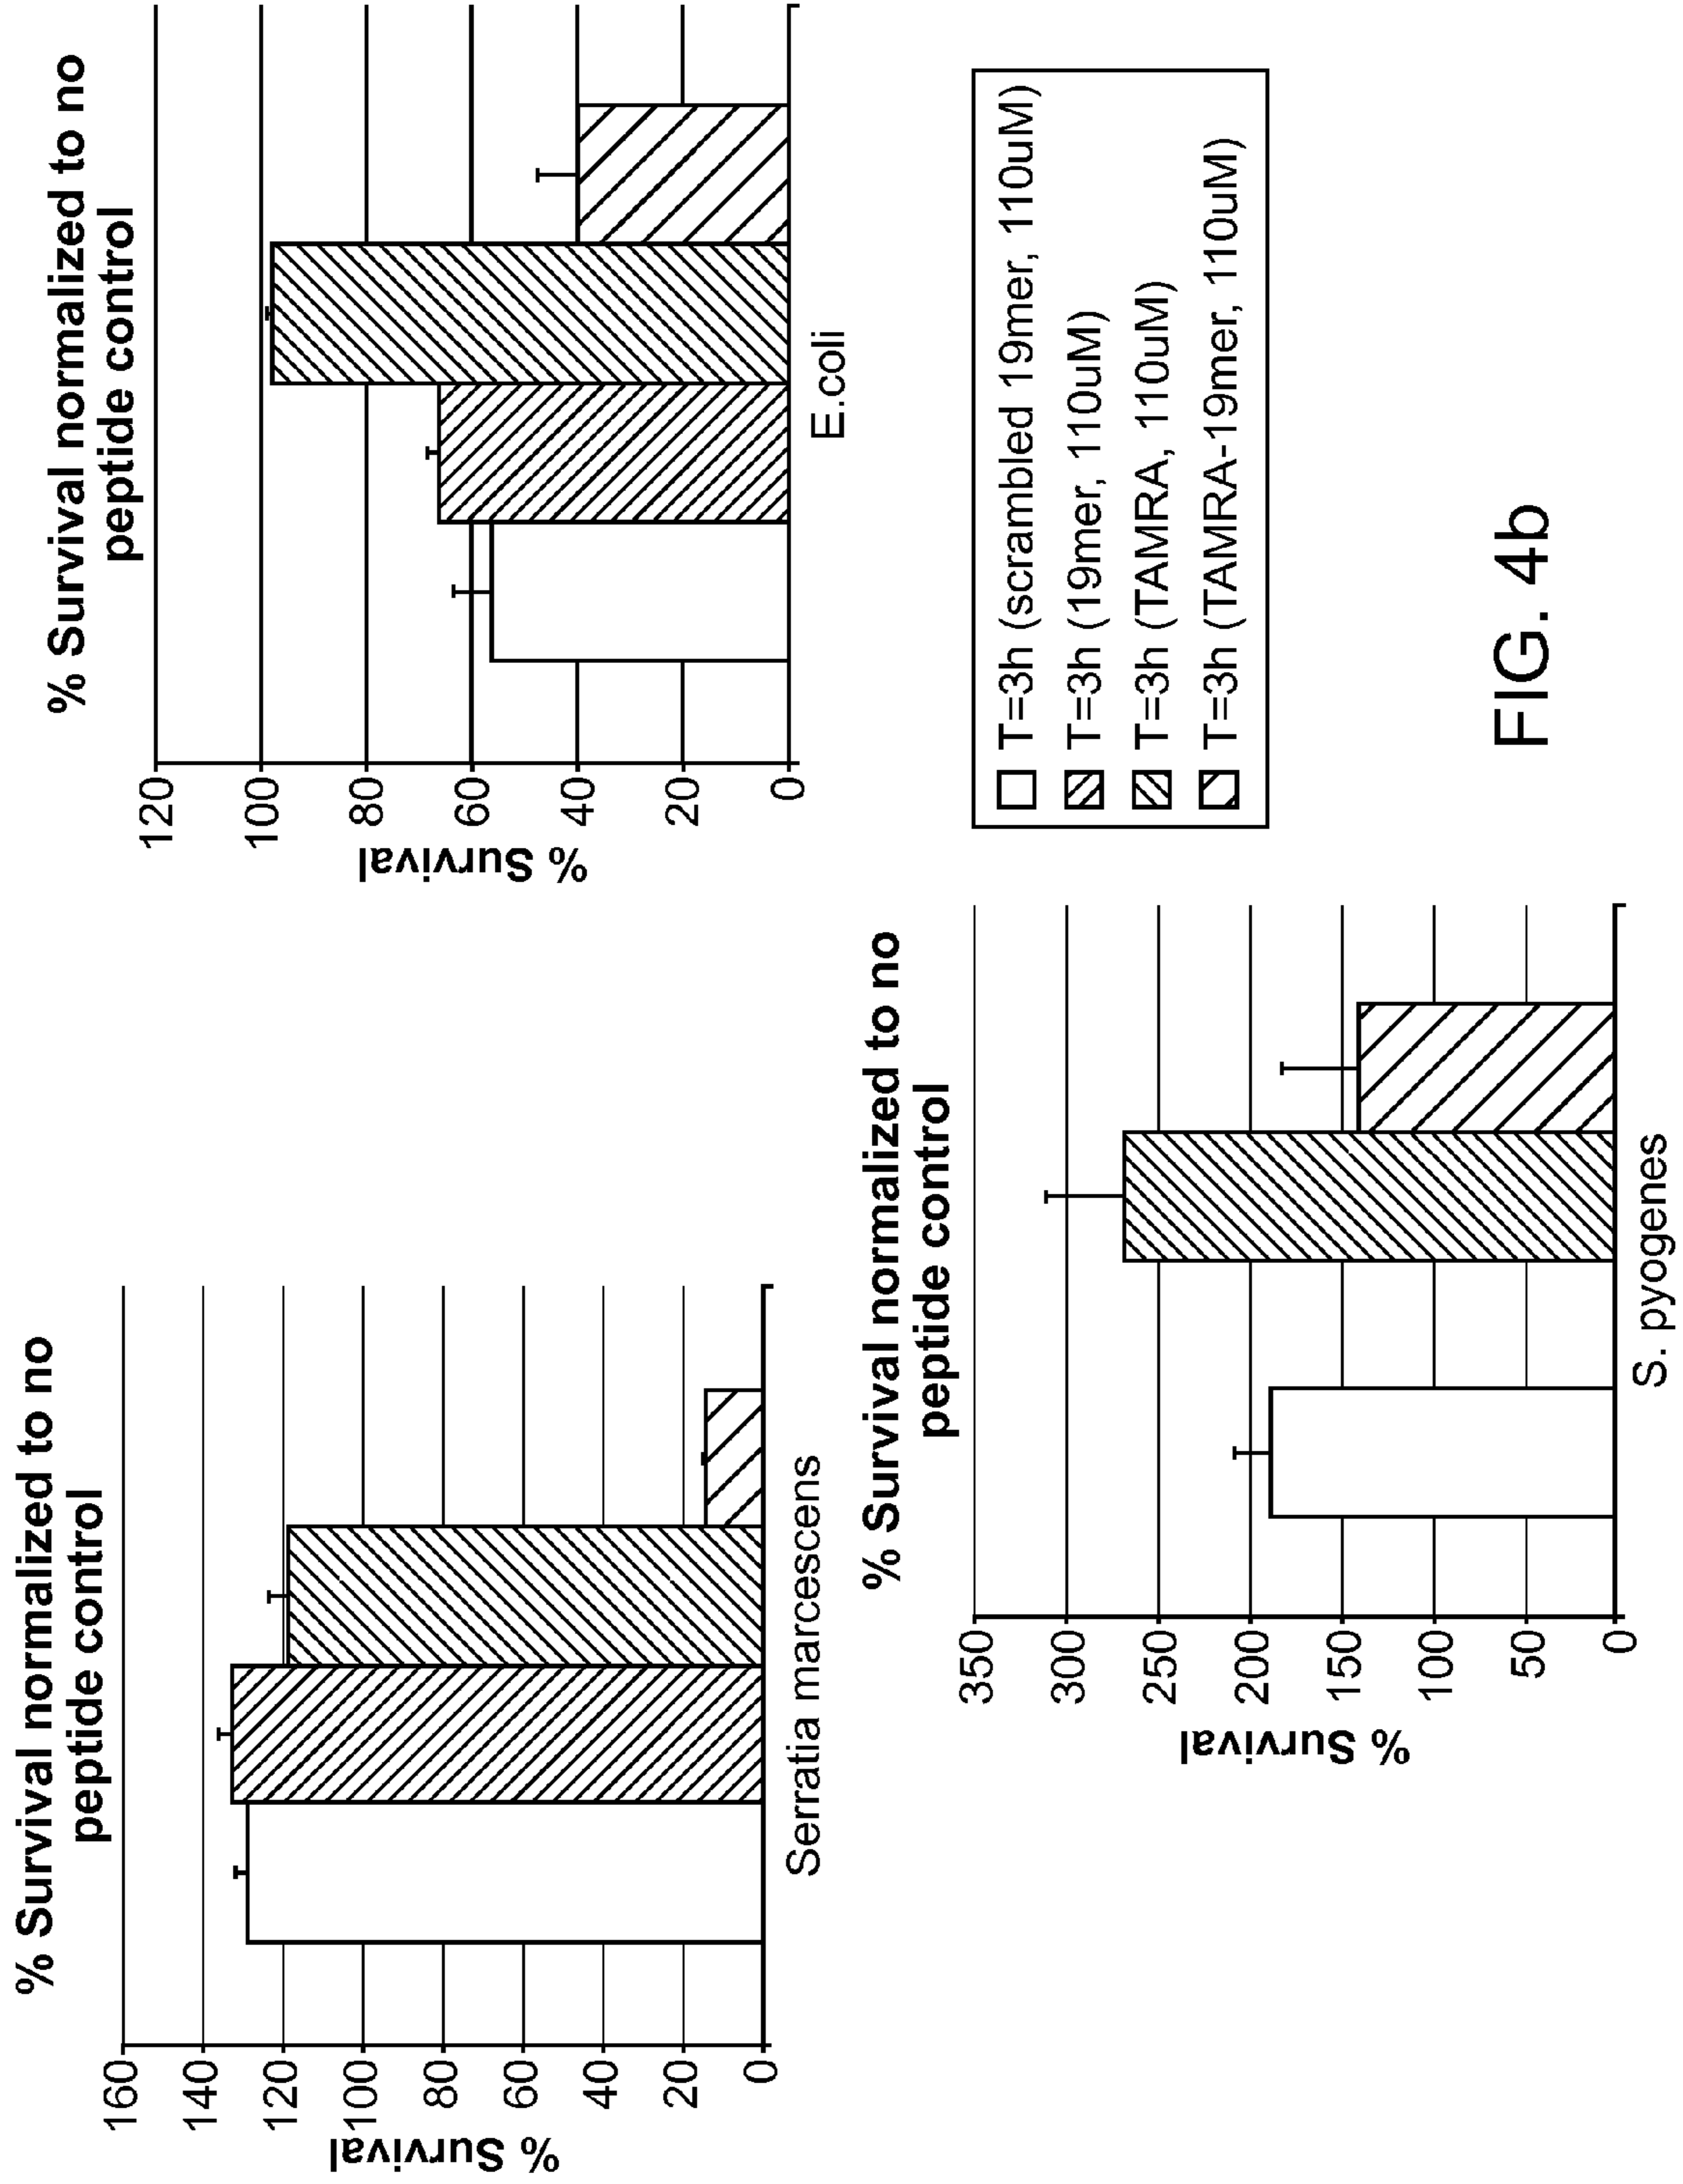 % Survival normalized to no
peptide control
160
140
120
100
80
60
40
20
0
% Survival
Serratia marcescens
% Survival normalized to no
peptide control
120
100
80
60
40
20
0
% Survival
E.coli
% Survival normalized to no
peptide control
350
300
250
200
150
100
50
0
% Survival
S. pyogenes
T=3h (scrambled 19mer, 110uM)
T=3h (19mer, 110uM)
T=3h (TAMRA, 110uM)
T=3h (TAMRA-19mer, 110uM)
FIG. 4b